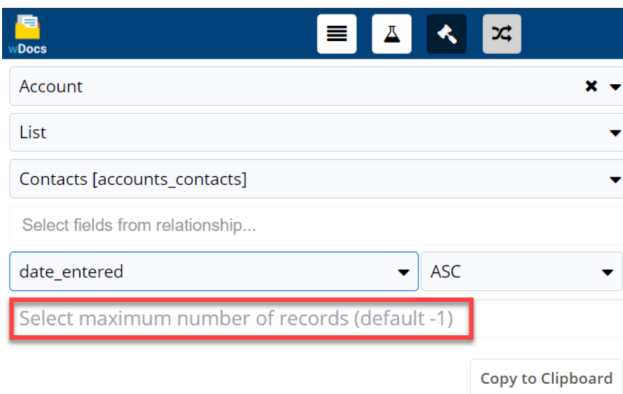 wDocs
Account
List
Contacts [accounts_contacts]
Select fields from relationship...
date_entered ASC
Select maximum number of records (default -1)
Copy to Clipboard